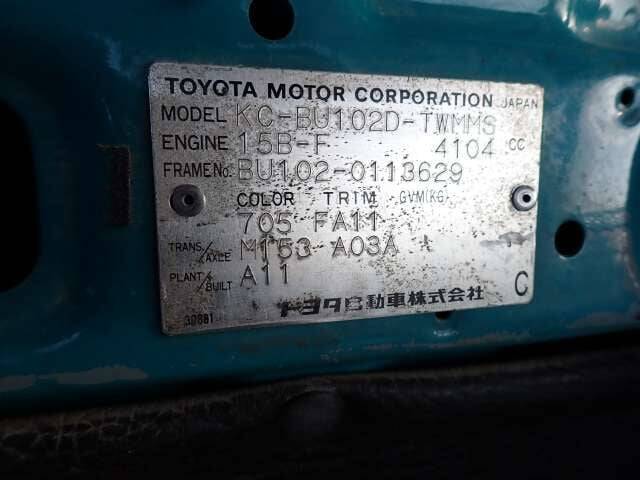 TOYOTA MOTOR CORPORATION JAPAN
MODEL KC-BU102D-TWMMS
ENGINE 15B-F 4104 CC
FRAME No. BU102-0113629
COLOR TRIM GVM(KG)
705 FA11
TRANS./AXLE M153 A03A
PLANT/BUILT A11
トヨタ自動車株式会社 C
30881